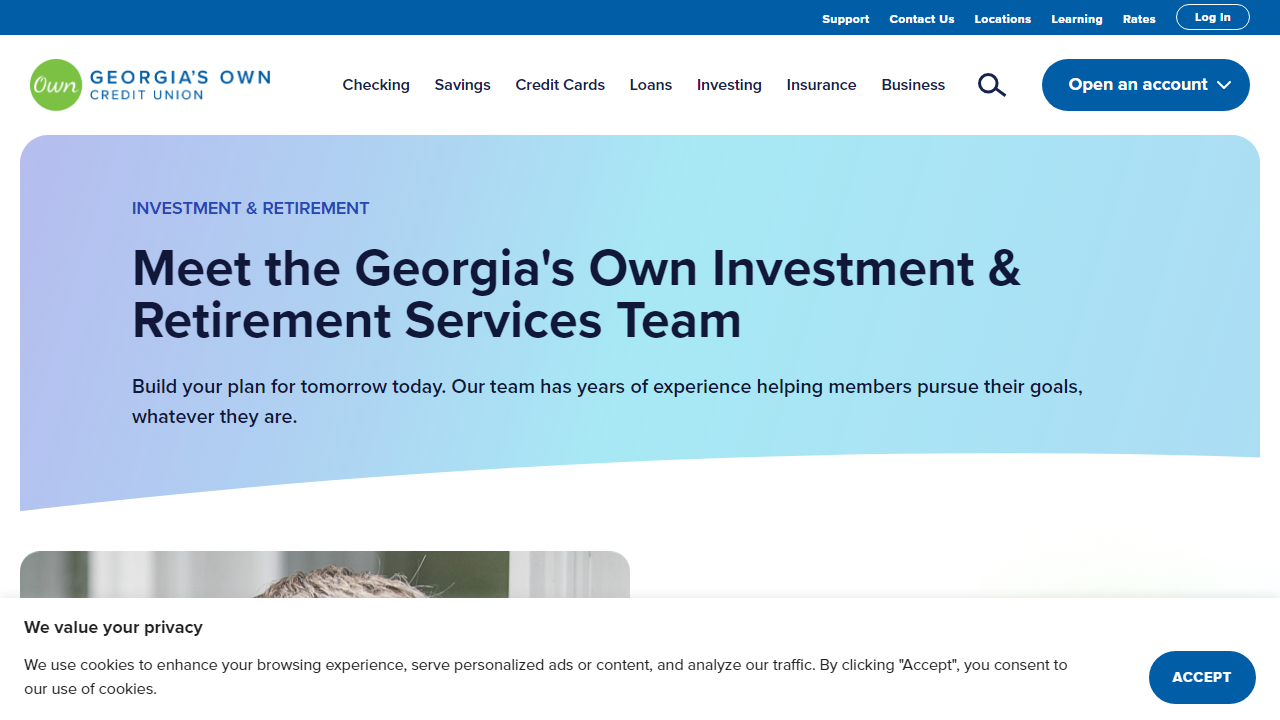 Support Contact Us Locations Learning Rates Log In
Own GEORGIA'S OWN
CREDIT UNION
Checking Savings Credit Cards Loans Investing Insurance Business Open an account
INVESTMENT & RETIREMENT
Meet the Georgia's Own Investment &
Retirement Services Team
Build your plan for tomorrow today. Our team has years of experience helping members pursue their goals,
whatever they are.
We value your privacy
We use cookies to enhance your browsing experience, serve personalized ads or content, and analyze our traffic. By clicking "Accept", you consent to
our use of cookies.
ACCEPT